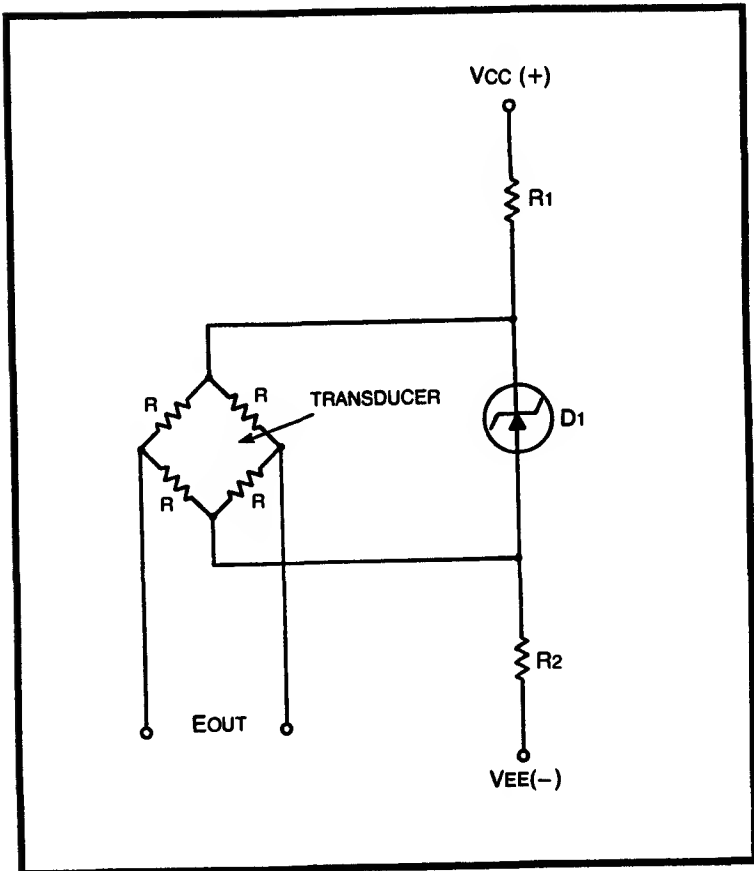 VCC (+)
R1
R
R
TRANSDUCER
D1
R
R
R2
EOUT
VEE(−)